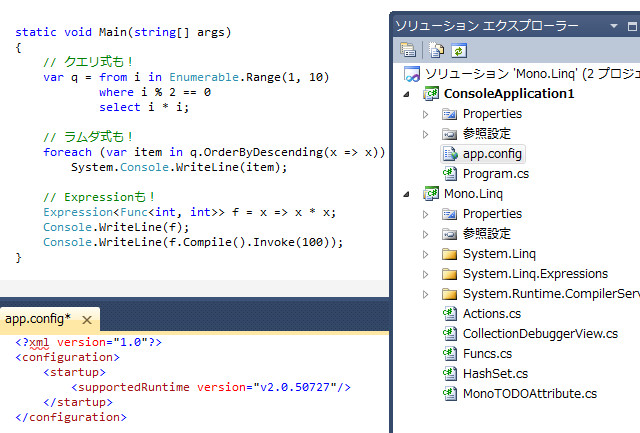 static void Main(string[] args)
{
// クエリ式も！
var q = from i in Enumerable.Range(1, 10)
where i % 2 == 0
select i * i;
// ラムダ式も！
foreach (var item in q.OrderByDescending(x => x))
System.Console.WriteLine(item);
// Expressionも！
Expression<Func<int, int>> f = x => x * x;
Console.WriteLine(f);
Console.WriteLine(f.Compile().Invoke(100));
}
app.config*
<?xml version="1.0"?>
<configuration>
<startup>
<supportedRuntime version="v2.0.50727"/>
</startup>
</configuration>
ソリューション エクスプローラー
ソリューション 'Mono.Linq' (2 プロジェ
ConsoleApplication1
Properties
参照設定
app.config
Program.cs
Mono.Linq
Properties
参照設定
System.Linq
System.Linq.Expressions
System.Runtime.CompilerServ
Actions.cs
CollectionDebuggerView.cs
Funcs.cs
HashSet.cs
MonoTODOAttribute.cs